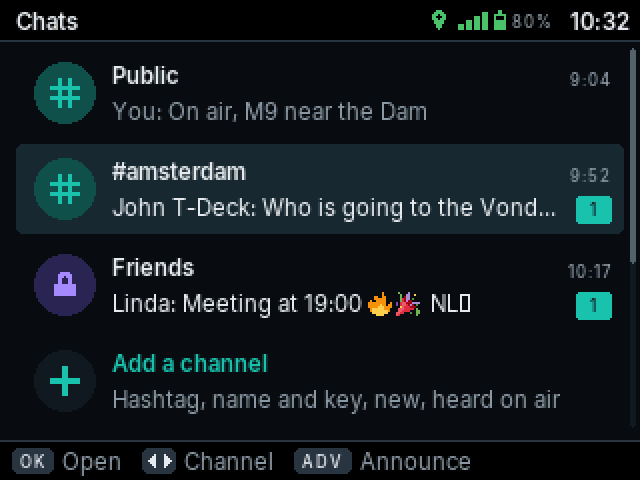 Chats 80% 10:32
Public 9:04
You: On air, M9 near the Dam
#amsterdam 9:52
John T-Deck: Who is going to the Vond... 1
Friends 10:17
Linda: Meeting at 19:00 🔥🎉 NL▯ 1
Add a channel
Hashtag, name and key, new, heard on air
OK Open ◀▶ Channel ADV Announce